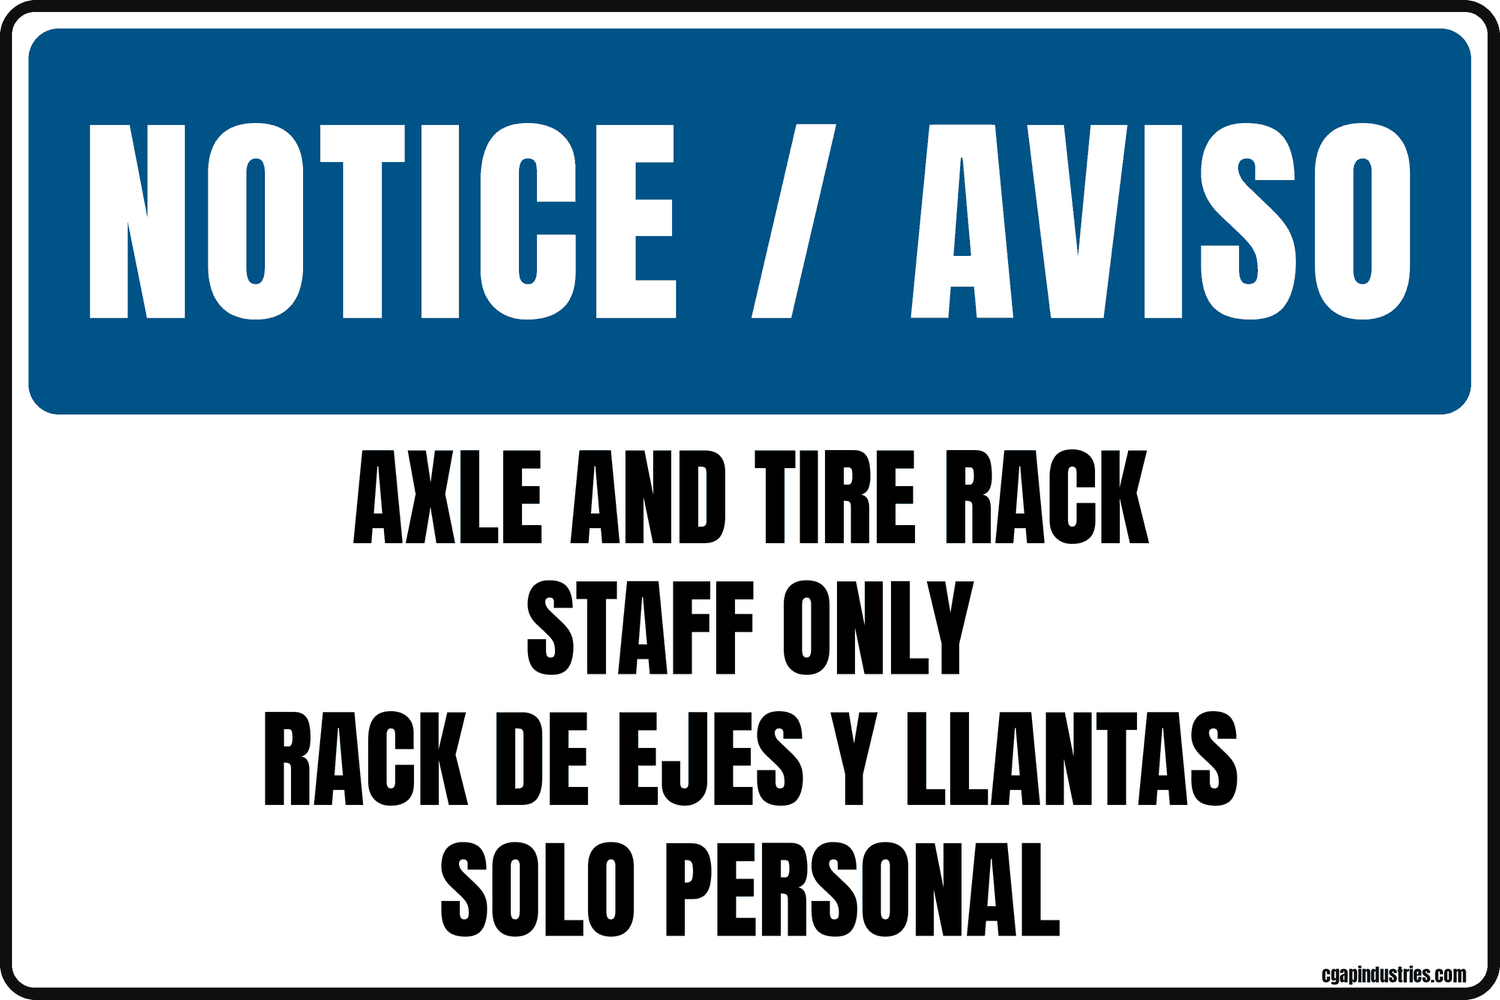 NOTICE / AVISO
AXLE AND TIRE RACK
STAFF ONLY
RACK DE EJES Y LLANTAS
SOLO PERSONAL
cgapindustries.com